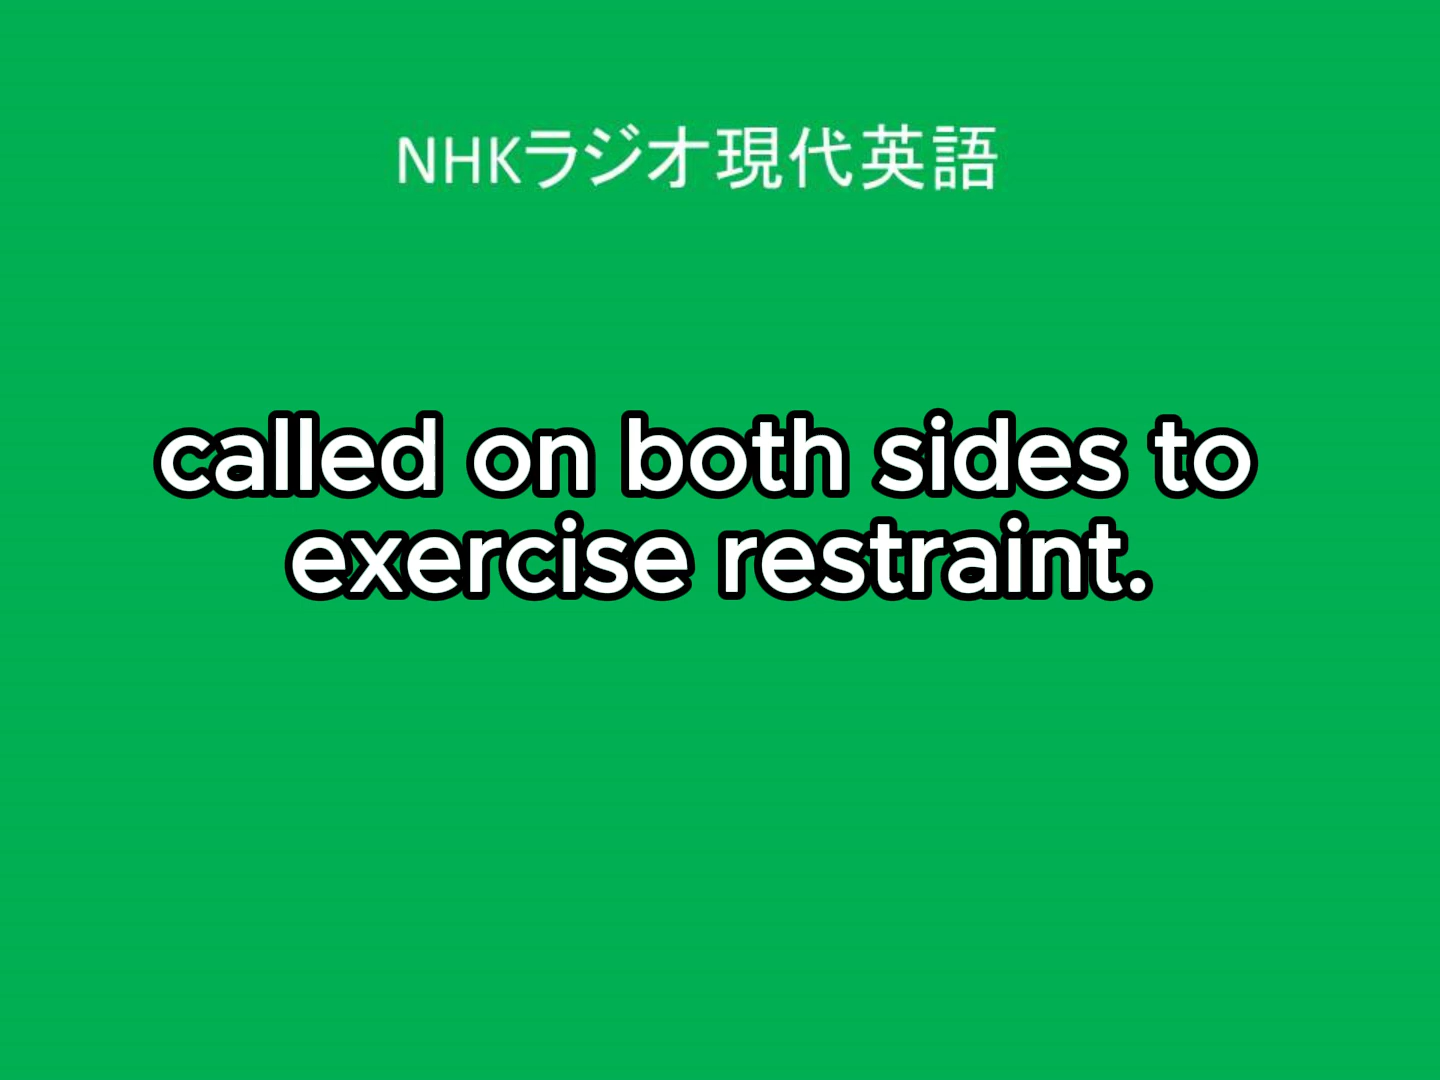 NHKラジオ現代英語
called on both sides to
exercise restraint.